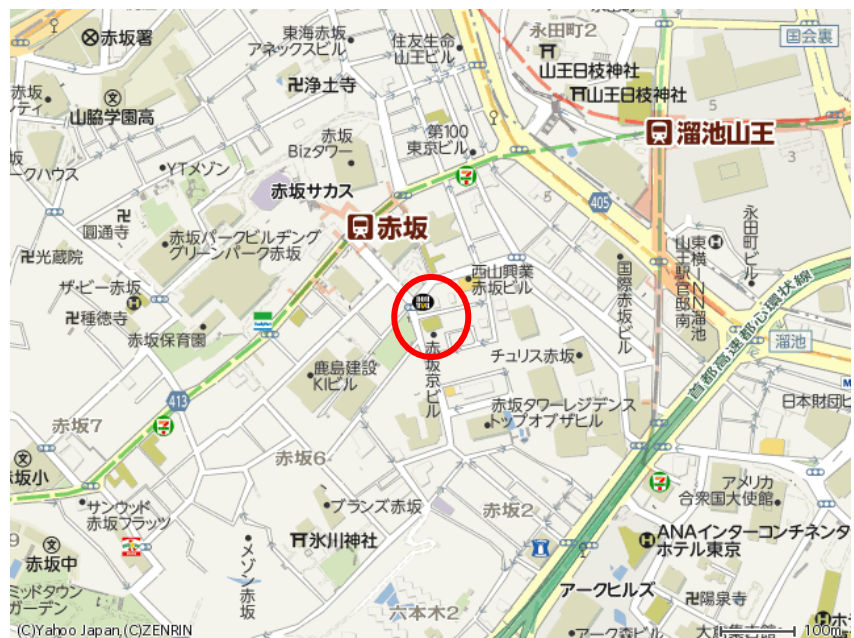 赤坂署
東海赤坂
アネックスビル
住友生命
山王ビル
永田町2
国会裏
山王日枝神社
山王日枝神社
浄土寺
赤坂
山脇学園高
赤坂
Bizタワー
第100
東京ビル
5
溜池山王
3
YTメゾン
赤坂サカス
405
5
圓通寺
赤坂
赤坂パークビルヂング
グリーンパーク赤坂
永田町ビル
東横INN溜池
山王駅官邸南
光蔵院
西山興業
赤坂ビル
国際赤坂ビル
ザ・ビー赤坂
種徳寺
赤坂保育園
首都高速都心環状線
溜池
赤坂京ビル
チュリス赤坂
鹿島建設
KIビル
413
赤坂タワーレジデンス
トップオブザヒル
日本財団ビ
赤坂7
赤坂6
赤坂小
アメリカ
合衆国大使館
サンウッド
赤坂フラッツ
ブランズ赤坂
赤坂2
氷川神社
ANAインターコンチネンタ
ホテル東京
9
赤坂中
メゾン赤坂
ミッドタウン
ガーデン
アークヒルズ
陽泉寺
六本木2
アーク森ビル
(C)Yahoo Japan,(C)ZENRIN
100m